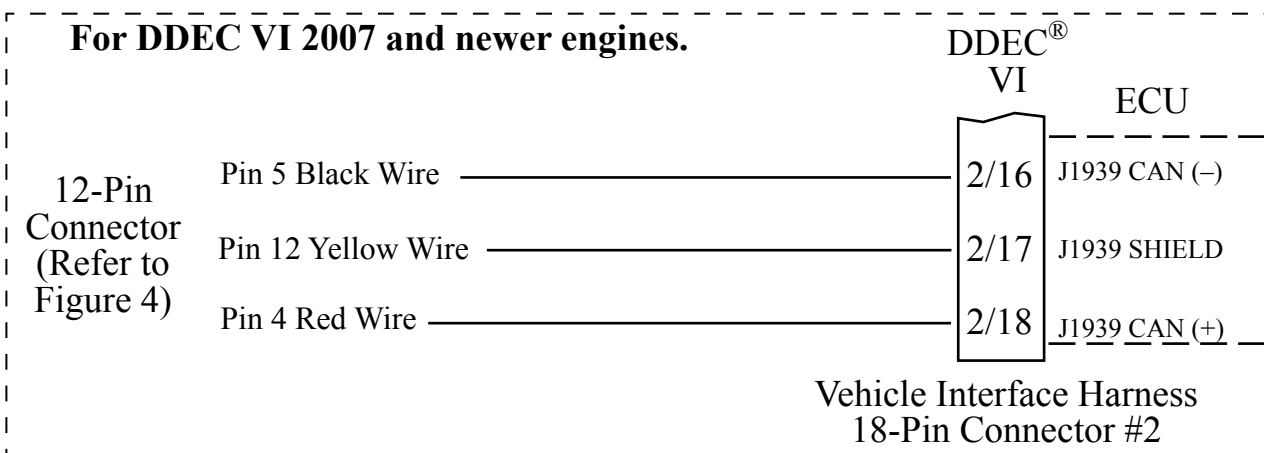 For DDEC VI 2007 and newer engines.
DDEC®
VI
ECU
12-Pin
Connector
(Refer to
Figure 4)
Pin 5 Black Wire
2/16
J1939 CAN (–)
Pin 12 Yellow Wire
2/17
J1939 SHIELD
Pin 4 Red Wire
2/18
J1939 CAN (+)
Vehicle Interface Harness
18-Pin Connector #2